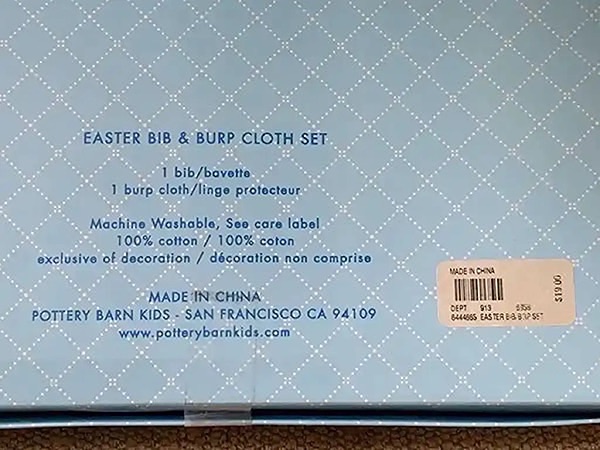 EASTER BIB & BURP CLOTH SET
1 bib/bavette
1 burp cloth/linge protecteur
Machine Washable, See care label
100% cotton / 100% coton
exclusive of decoration / décoration non comprise
MADE IN CHINA
POTTERY BARN KIDS - SAN FRANCISCO CA 94109
www.potterybarnkids.com
MADE IN CHINA
$19.00
DEPT 913
EASTER BIB BRP SET